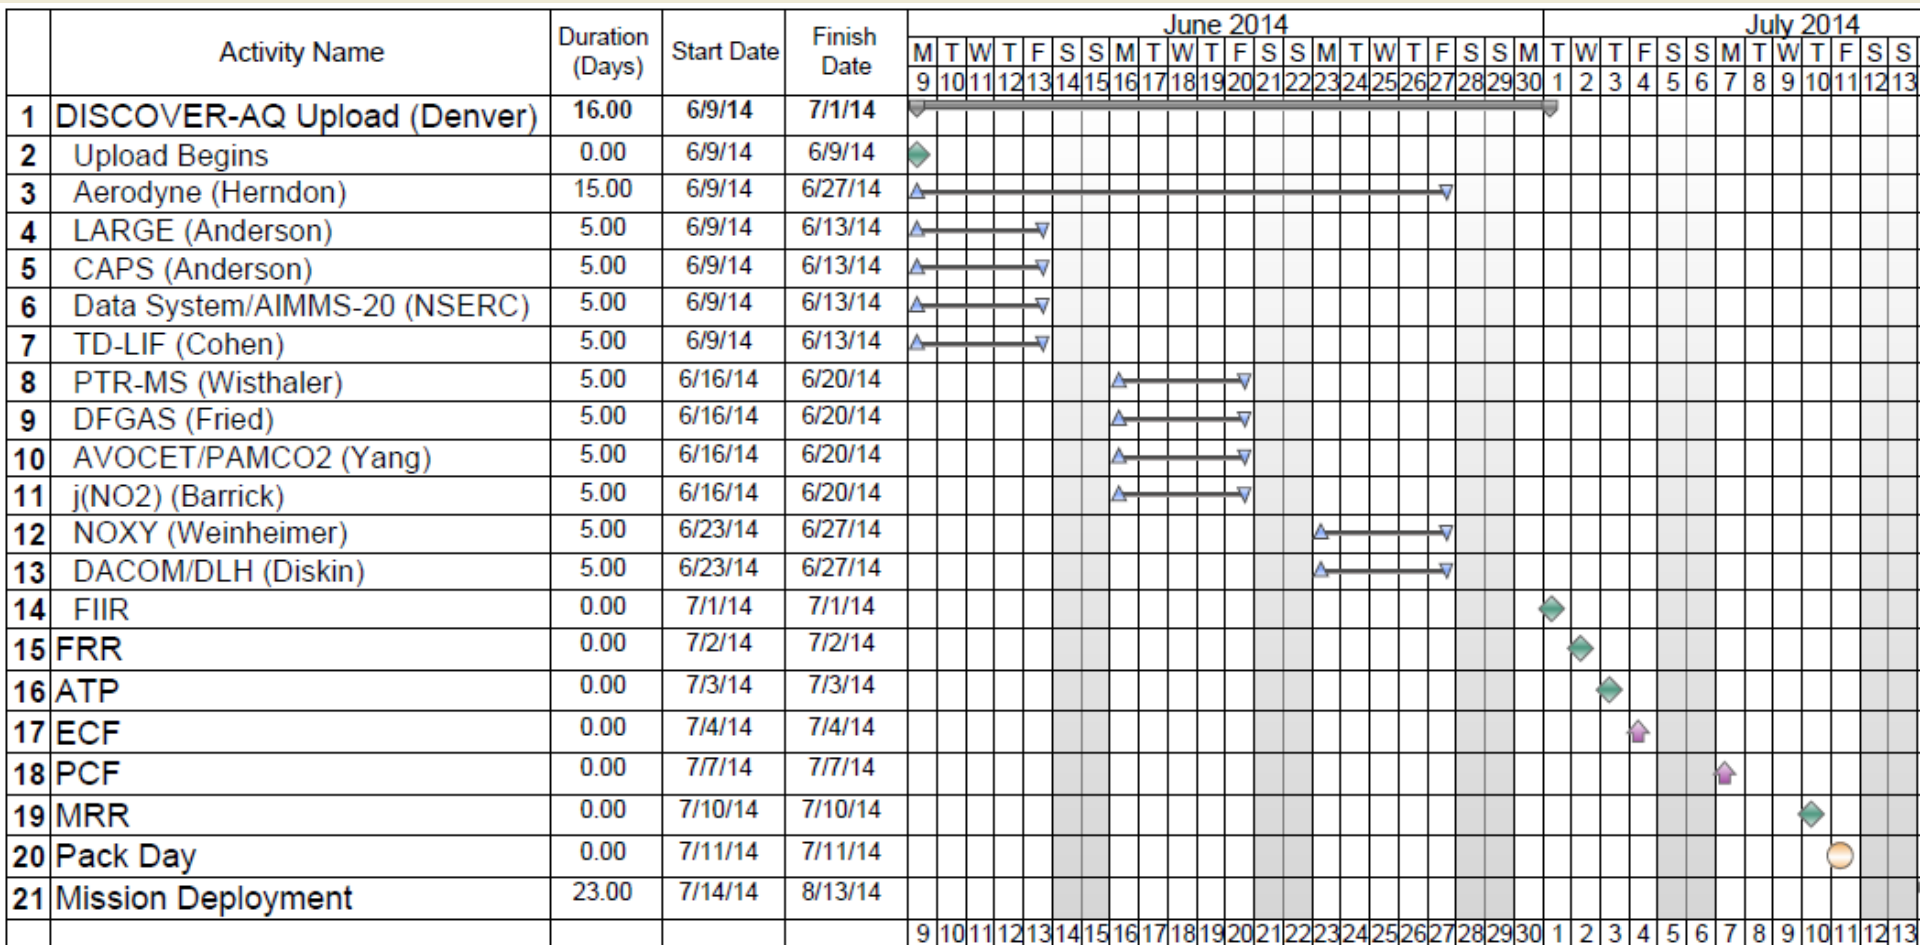 June 2014 July 2014
Activity Name Duration (Days) Start Date Finish Date M T W T F S S M T W T F S S M T W T F S S M T W T F S S M T W T F S S
9 10 11 12 13 14 15 16 17 18 19 20 21 22 23 24 25 26 27 28 29 30 1 2 3 4 5 6 7 8 9 10 11 12 13
1 DISCOVER-AQ Upload (Denver) 16.00 6/9/14 7/1/14
2 Upload Begins 0.00 6/9/14 6/9/14
3 Aerodyne (Herndon) 15.00 6/9/14 6/27/14
4 LARGE (Anderson) 5.00 6/9/14 6/13/14
5 CAPS (Anderson) 5.00 6/9/14 6/13/14
6 Data System/AIMMS-20 (NSERC) 5.00 6/9/14 6/13/14
7 TD-LIF (Cohen) 5.00 6/9/14 6/13/14
8 PTR-MS (Wisthaler) 5.00 6/16/14 6/20/14
9 DFGAS (Fried) 5.00 6/16/14 6/20/14
10 AVOCET/PAMCO2 (Yang) 5.00 6/16/14 6/20/14
11 j(NO2) (Barrick) 5.00 6/16/14 6/20/14
12 NOXY (Weinheimer) 5.00 6/23/14 6/27/14
13 DACOM/DLH (Diskin) 5.00 6/23/14 6/27/14
14 FIIR 0.00 7/1/14 7/1/14
15 FRR 0.00 7/2/14 7/2/14
16 ATP 0.00 7/3/14 7/3/14
17 ECF 0.00 7/4/14 7/4/14
18 PCF 0.00 7/7/14 7/7/14
19 MRR 0.00 7/10/14 7/10/14
20 Pack Day 0.00 7/11/14 7/11/14
21 Mission Deployment 23.00 7/14/14 8/13/14
9 10 11 12 13 14 15 16 17 18 19 20 21 22 23 24 25 26 27 28 29 30 1 2 3 4 5 6 7 8 9 10 11 12 13